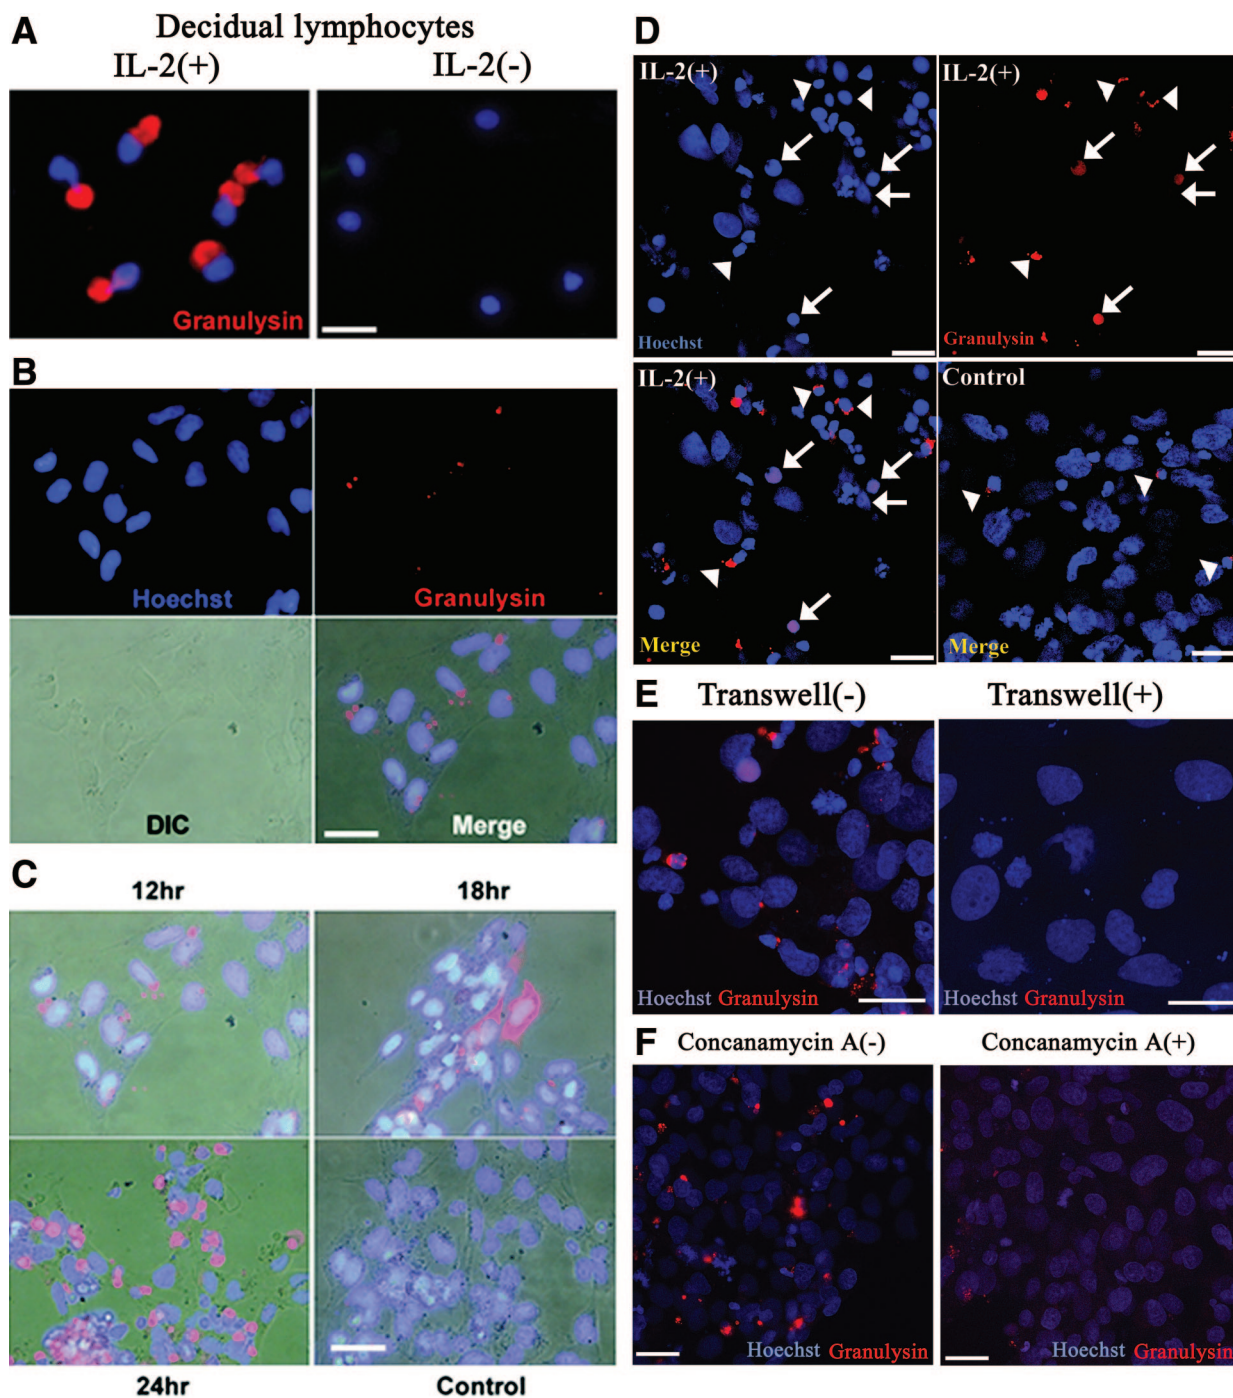 A
Decidual lymphocytes
IL-2(+)
IL-2(-)
Granulysin
B
Hoechst
Granulysin
DIC
Merge
C
12hr
18hr
24hr
Control
D
IL-2(+)
IL-2(+)
Hoechst
Granulysin
IL-2(+)
Control
Merge
Merge
E
Transwell(-)
Transwell(+)
Hoechst Granulysin
Hoechst Granulysin
F
Concanamycin A(-)
Concanamycin A(+)
Hoechst Granulysin
Hoechst Granulysin